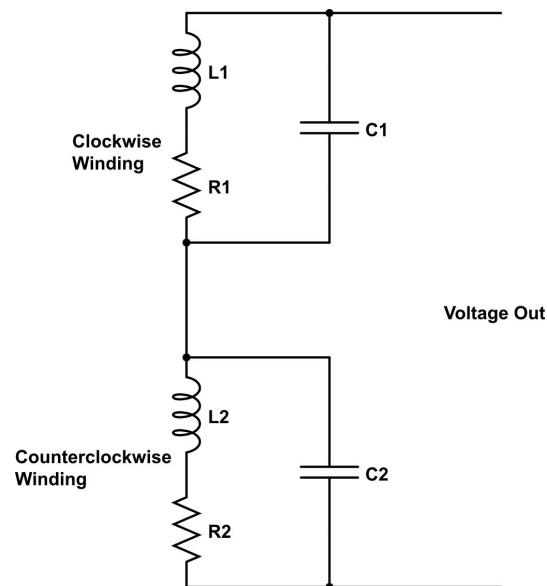 L1
C1
Clockwise
Winding
R1
Voltage Out
L2
Counterclockwise
Winding
C2
R2